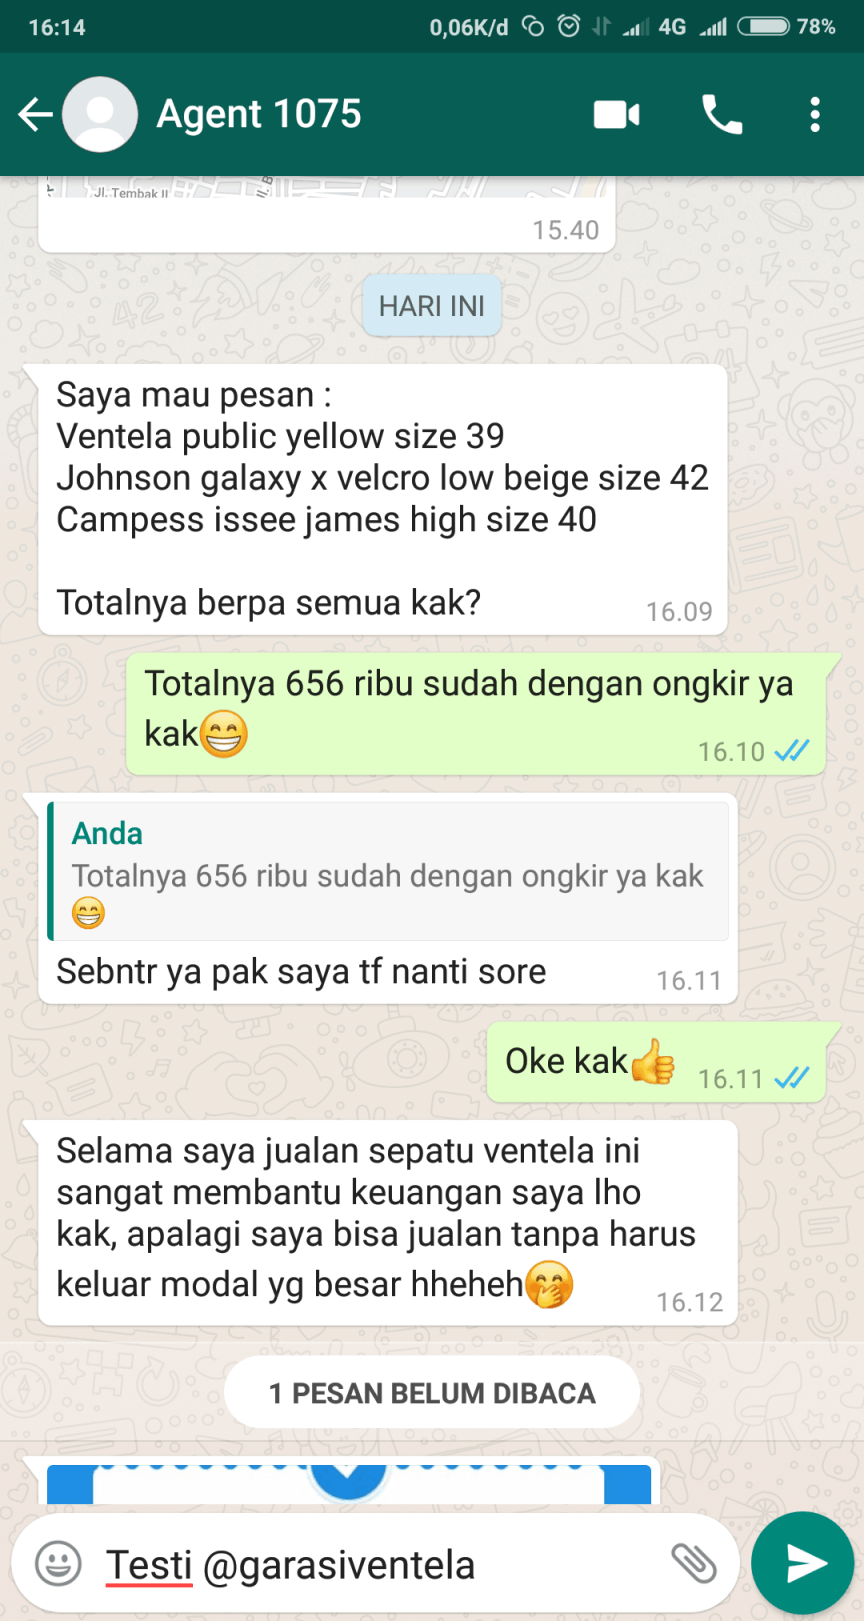 16:14
0,06K/d
4G
78%
Agent 1075
Jl. Tembak II
15.40
HARI INI
Saya mau pesan :
Ventela public yellow size 39
Johnson galaxy x velcro low beige size 42
Campess issee james high size 40
Totalnya berpa semua kak?
16.09
Totalnya 656 ribu sudah dengan ongkir ya
kak😁
16.10
Anda
Totalnya 656 ribu sudah dengan ongkir ya kak
😁
Sebntr ya pak saya tf nanti sore
16.11
Oke kak👍
16.11
Selama saya jualan sepatu ventela ini
sangat membantu keuangan saya lho
kak, apalagi saya bisa jualan tanpa harus
keluar modal yg besar hheheh🤭
16.12
1 PESAN BELUM DIBACA
Testi @garasiventela